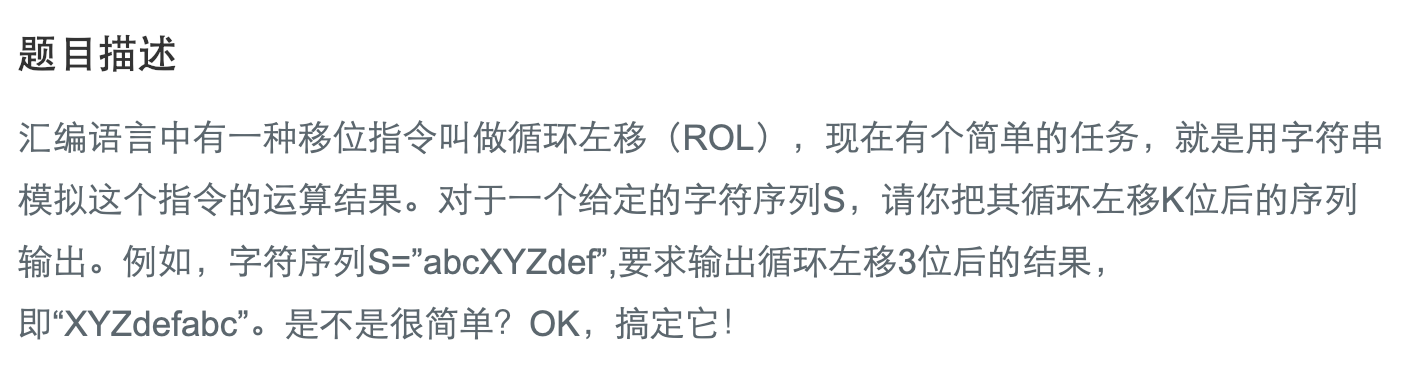 题目描述
汇编语言中有一种移位指令叫做循环左移（ROL），现在有个简单的任务，就是用字符串
模拟这个指令的运算结果。对于一个给定的字符序列S，请你把其循环左移K位后的序列
输出。例如，字符序列S=”abcXYZdef”,要求输出循环左移3位后的结果，
即“XYZdefabc”。是不是很简单？OK，搞定它！